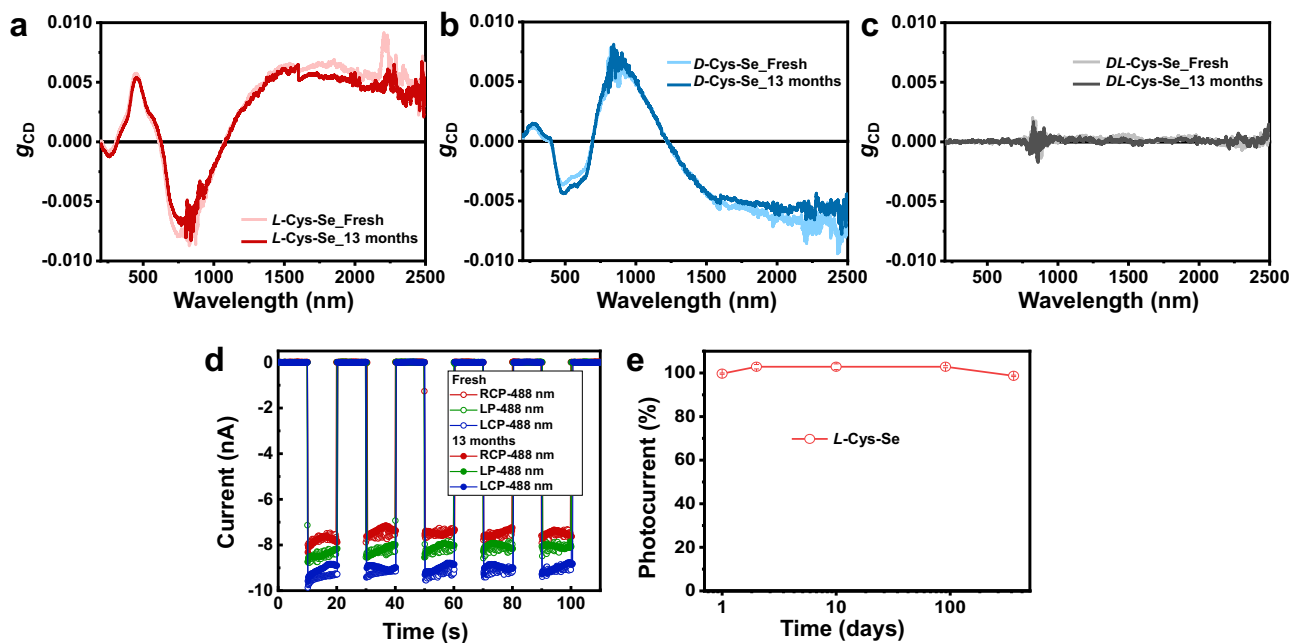 a
0.010
0.005
0.000
-0.005
-0.010
g_CD
L-Cys-Se_Fresh
L-Cys-Se_13 months
500 1000 1500 2000 2500
Wavelength (nm)
b
0.010
0.005
0.000
-0.005
-0.010
g_CD
D-Cys-Se_Fresh
D-Cys-Se_13 months
500 1000 1500 2000 2500
Wavelength (nm)
c
0.010
0.005
0.000
-0.005
-0.010
g_CD
DL-Cys-Se_Fresh
DL-Cys-Se_13 months
500 1000 1500 2000 2500
Wavelength (nm)
d
0
-2
-4
-6
-8
-10
Current (nA)
Fresh
RCP-488 nm
LP-488 nm
LCP-488 nm
13 months
RCP-488 nm
LP-488 nm
LCP-488 nm
0 20 40 60 80 100
Time (s)
e
100
80
60
40
20
0
Photocurrent (%)
L-Cys-Se
1 10 100
Time (days)